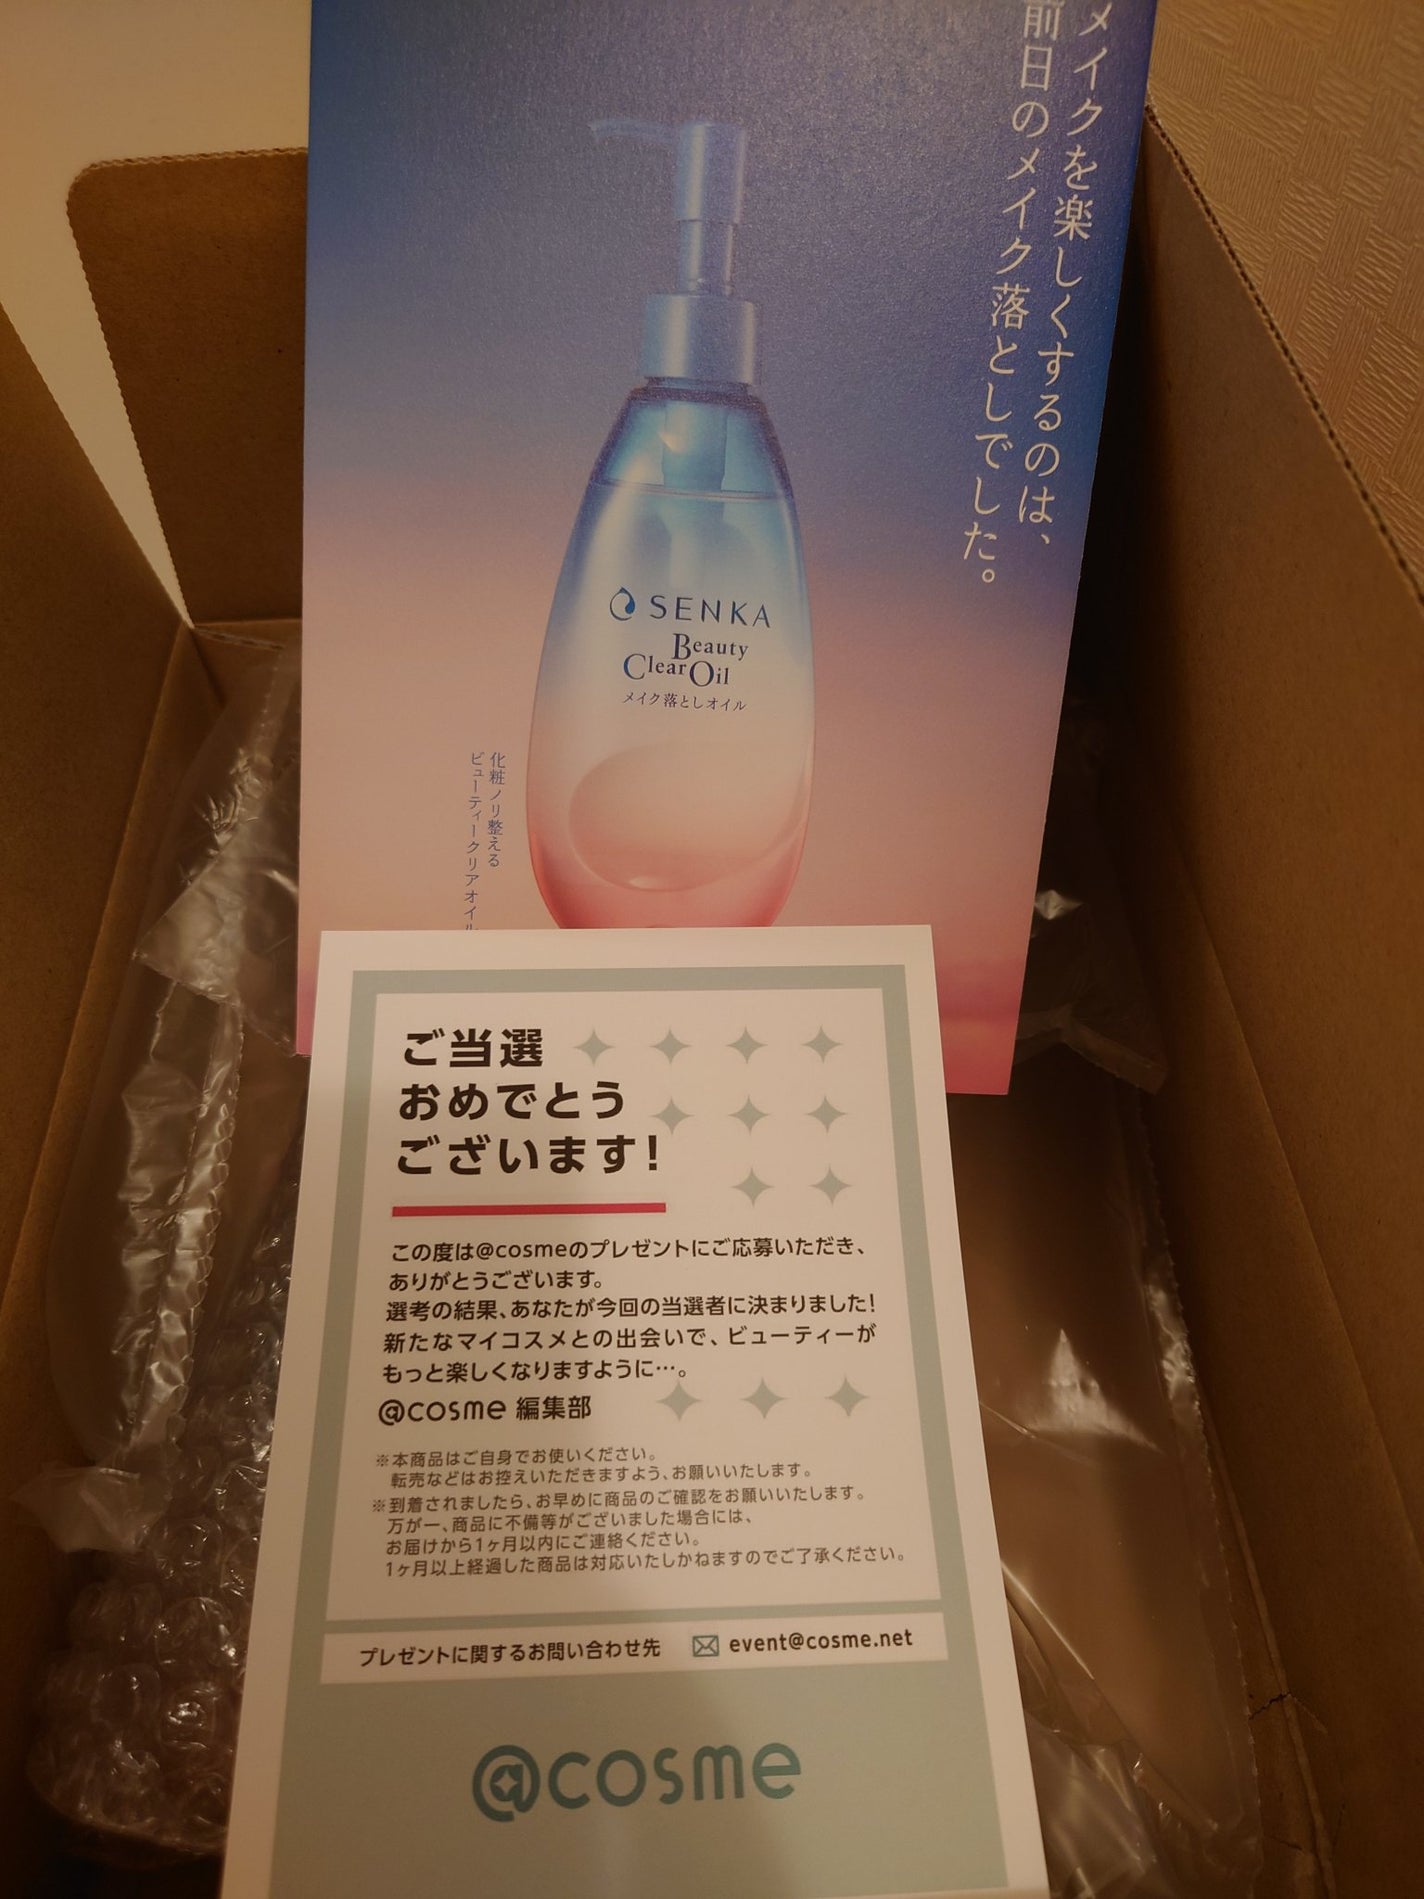 メイクを楽しくするのは、
前日のメイク落としでした。
SENKA
Beauty
ClearOil
メイク落としオイル
化粧ノリ整える
ビューティークリアオイル
ご当選
おめでとう
ございます!
この度は@cosmeのプレゼントにご応募いただき、
ありがとうございます。
選考の結果、あなたが今回の当選者に決まりました!
新たなマイコスメとの出会いで、ビューティーが
もっと楽しくなりますように…。
@cosme 編集部
※本商品はご自身でお使いください。
転売などはお控えいただきますよう、お願いいたします。
※到着されましたら、お早めに商品のご確認をお願いいたします。
万が一、商品に不備等がございました場合には、
お届けから1ヶ月以内にご連絡ください。
1ヶ月以上経過した商品は対応いたしかねますのでご了承ください。
プレゼントに関するお問い合わせ先 event@cosme.net
@cosme